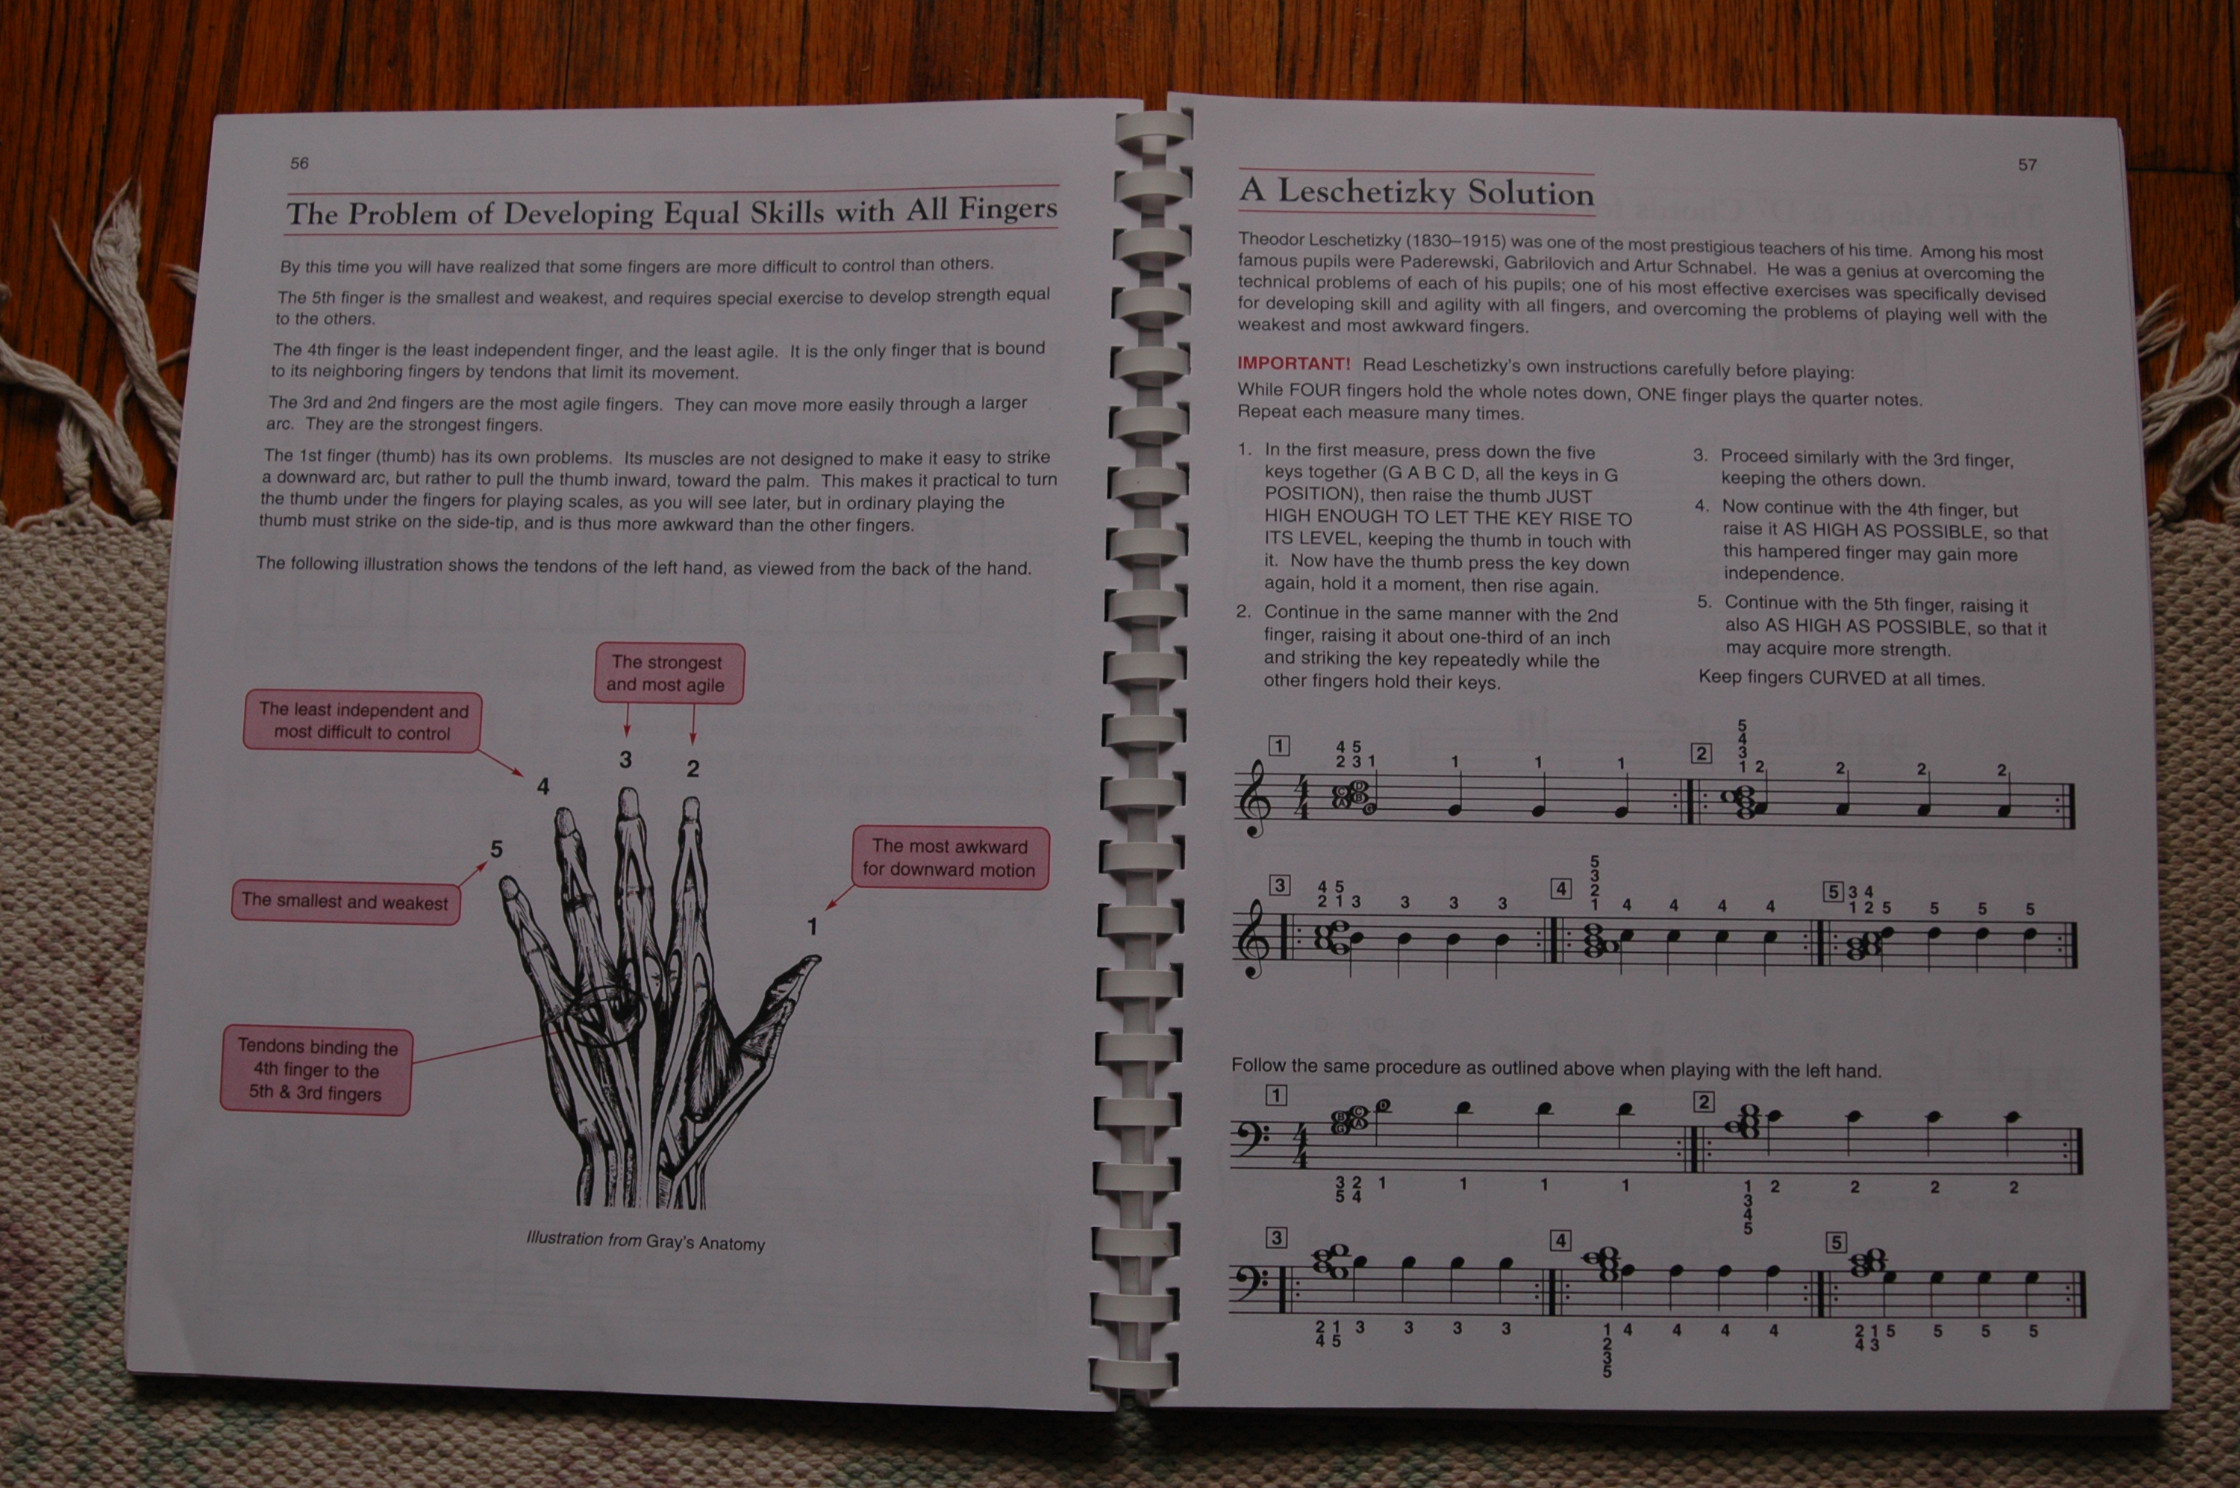 56
The Problem of Developing Equal Skills with All Fingers
By this time you will have realized that some fingers are more difficult to control than others.
The 5th finger is the smallest and weakest, and requires special exercise to develop strength equal
to the others.
The 4th finger is the least independent finger, and the least agile. It is the only finger that is bound
to its neighboring fingers by tendons that limit its movement.
The 3rd and 2nd fingers are the most agile fingers. They can move more easily through a larger
arc. They are the strongest fingers.
The 1st finger (thumb) has its own problems. Its muscles are not designed to make it easy to strike
a downward arc, but rather to pull the thumb inward, toward the palm. This makes it practical to turn
the thumb under the fingers for playing scales, as you will see later, but in ordinary playing the
thumb must strike on the side-tip, and is thus more awkward than the other fingers.
The following illustration shows the tendons of the left hand, as viewed from the back of the hand.
The least independent and
most difficult to control
The strongest
and most agile
The most awkward
for downward motion
The smallest and weakest
Tendons binding the
4th finger to the
5th & 3rd fingers
5
4
3
2
1
Illustration from Gray's Anatomy
57
A Leschetizky Solution
Theodor Leschetizky (1830–1915) was one of the most prestigious teachers of his time. Among his most
famous pupils were Paderewski, Gabrilovich and Artur Schnabel. He was a genius at overcoming the
technical problems of each of his pupils; one of his most effective exercises was specifically devised
for developing skill and agility with all fingers, and overcoming the problems of playing well with the
weakest and most awkward fingers.
IMPORTANT! Read Leschetizky's own instructions carefully before playing:
While FOUR fingers hold the whole notes down, ONE finger plays the quarter notes.
Repeat each measure many times.
1. In the first measure, press down the five
keys together (G A B C D, all the keys in G
POSITION), then raise the thumb JUST
HIGH ENOUGH TO LET THE KEY RISE TO
ITS LEVEL, keeping the thumb in touch with
it. Now have the thumb press the key down
again, hold it a moment, then rise again.
2. Continue in the same manner with the 2nd
finger, raising it about one-third of an inch
and striking the key repeatedly while the
other fingers hold their keys.
3. Proceed similarly with the 3rd finger,
keeping the others down.
4. Now continue with the 4th finger, but
raise it AS HIGH AS POSSIBLE, so that
this hampered finger may gain more
independence.
5. Continue with the 5th finger, raising it
also AS HIGH AS POSSIBLE, so that it
may acquire more strength.
Keep fingers CURVED at all times.
1 4 5 2 3 1 1 1 1 2 5 4 3 1 2 2 2 2
3 4 5 2 1 3 3 3 3 4 5 3 2 1 4 4 4 4 5 3 4 1 2 5 5 5 5
Follow the same procedure as outlined above when playing with the left hand.
1 2
3 2 1 1 1 1 1 2 2 2 2
5 4 3 4 5
3 4 5
2 1 3 3 3 3 1 4 4 4 4 2 1 5 5 5 5
4 5 2 3 5 4 3